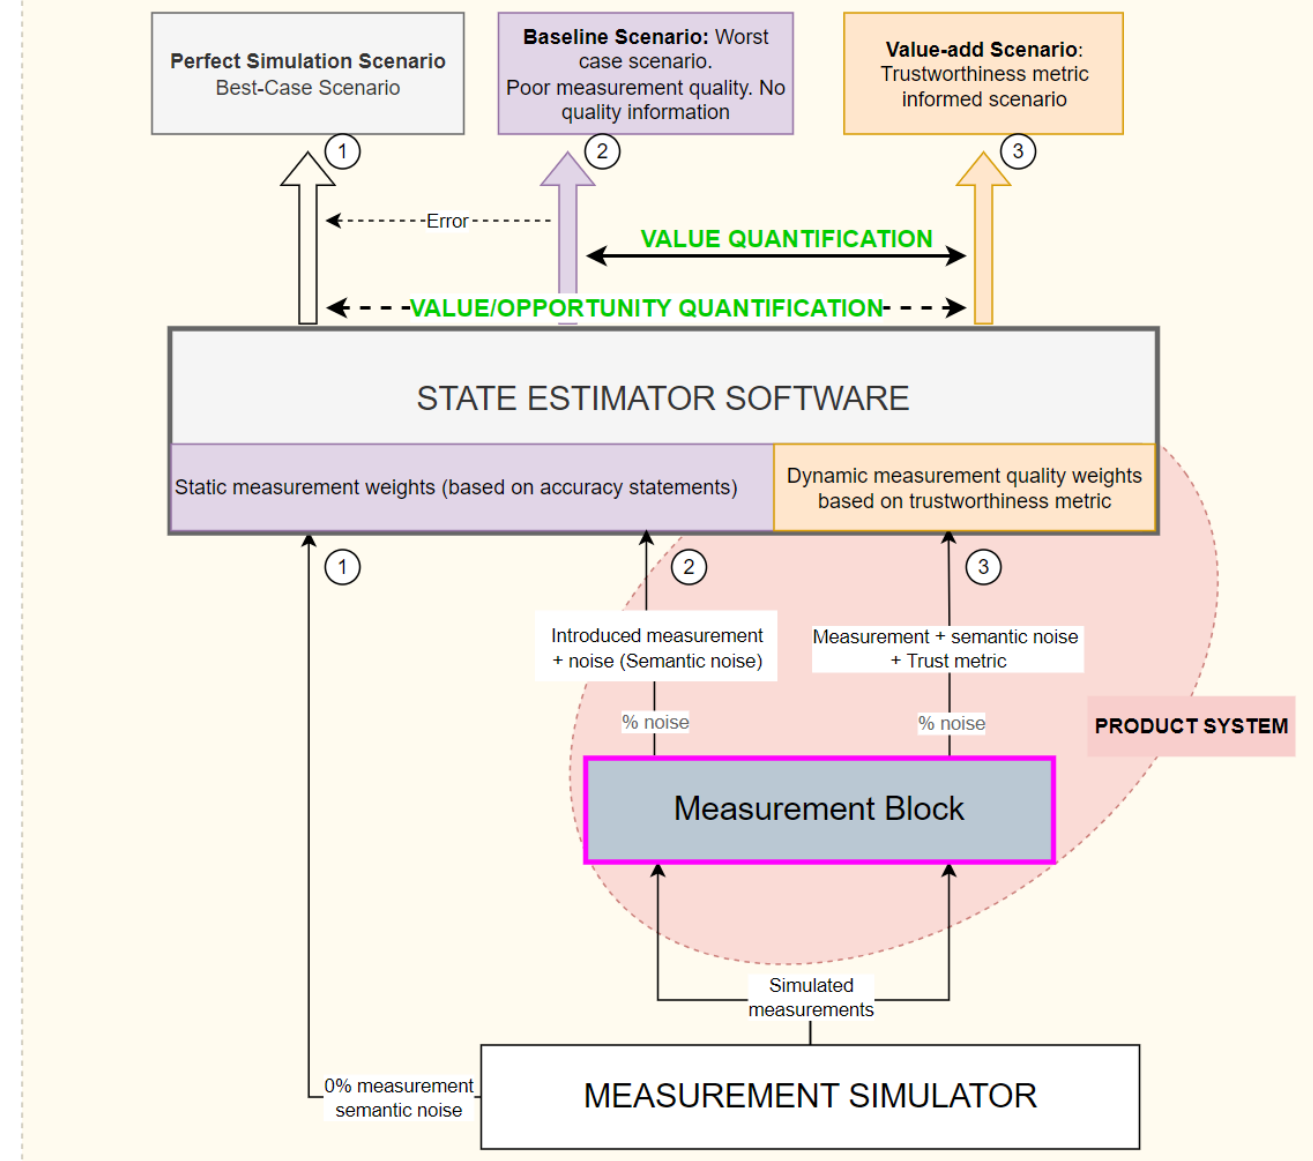 Perfect Simulation Scenario
Best-Case Scenario
Baseline Scenario: Worst
case scenario.
Poor measurement quality. No
quality information
Value-add Scenario:
Trustworthiness metric
informed scenario
1
2
3
Error
VALUE QUANTIFICATION
VALUE/OPPORTUNITY QUANTIFICATION
STATE ESTIMATOR SOFTWARE
Static measurement weights (based on accuracy statements)
Dynamic measurement quality weights
based on trustworthiness metric
1
2
3
Introduced measurement
+ noise (Semantic noise)
Measurement + semantic noise
+ Trust metric
% noise
% noise
PRODUCT SYSTEM
Measurement Block
Simulated
measurements
0% measurement
semantic noise
MEASUREMENT SIMULATOR